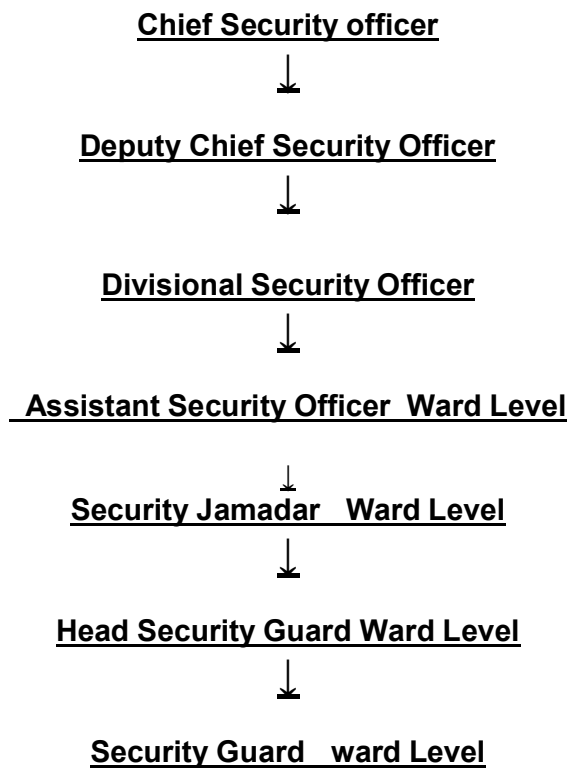 Chief Security officer
↓
Deputy Chief Security Officer
↓
Divisional Security Officer
↓
Assistant Security Officer Ward Level
↓
Security Jamadar Ward Level
↓
Head Security Guard Ward Level
↓
Security Guard ward Level